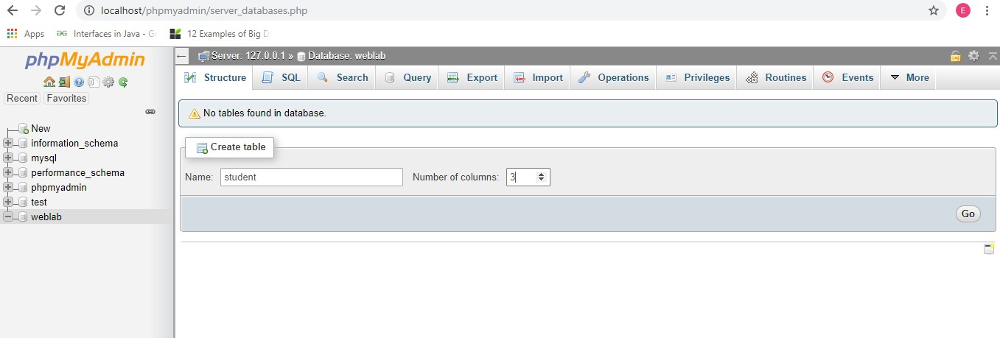 localhost/phpmyadmin/server_databases.php
E
Apps Interfaces in Java - G 12 Examples of Big D
phpMyAdmin
Recent Favorites
New
information_schema
mysql
performance_schema
phpmyadmin
test
weblab
Server: 127.0.0.1 » Database: weblab
Structure SQL Search Query Export Import Operations Privileges Routines Events More
No tables found in database.
Create table
Name: student Number of columns: 3
Go